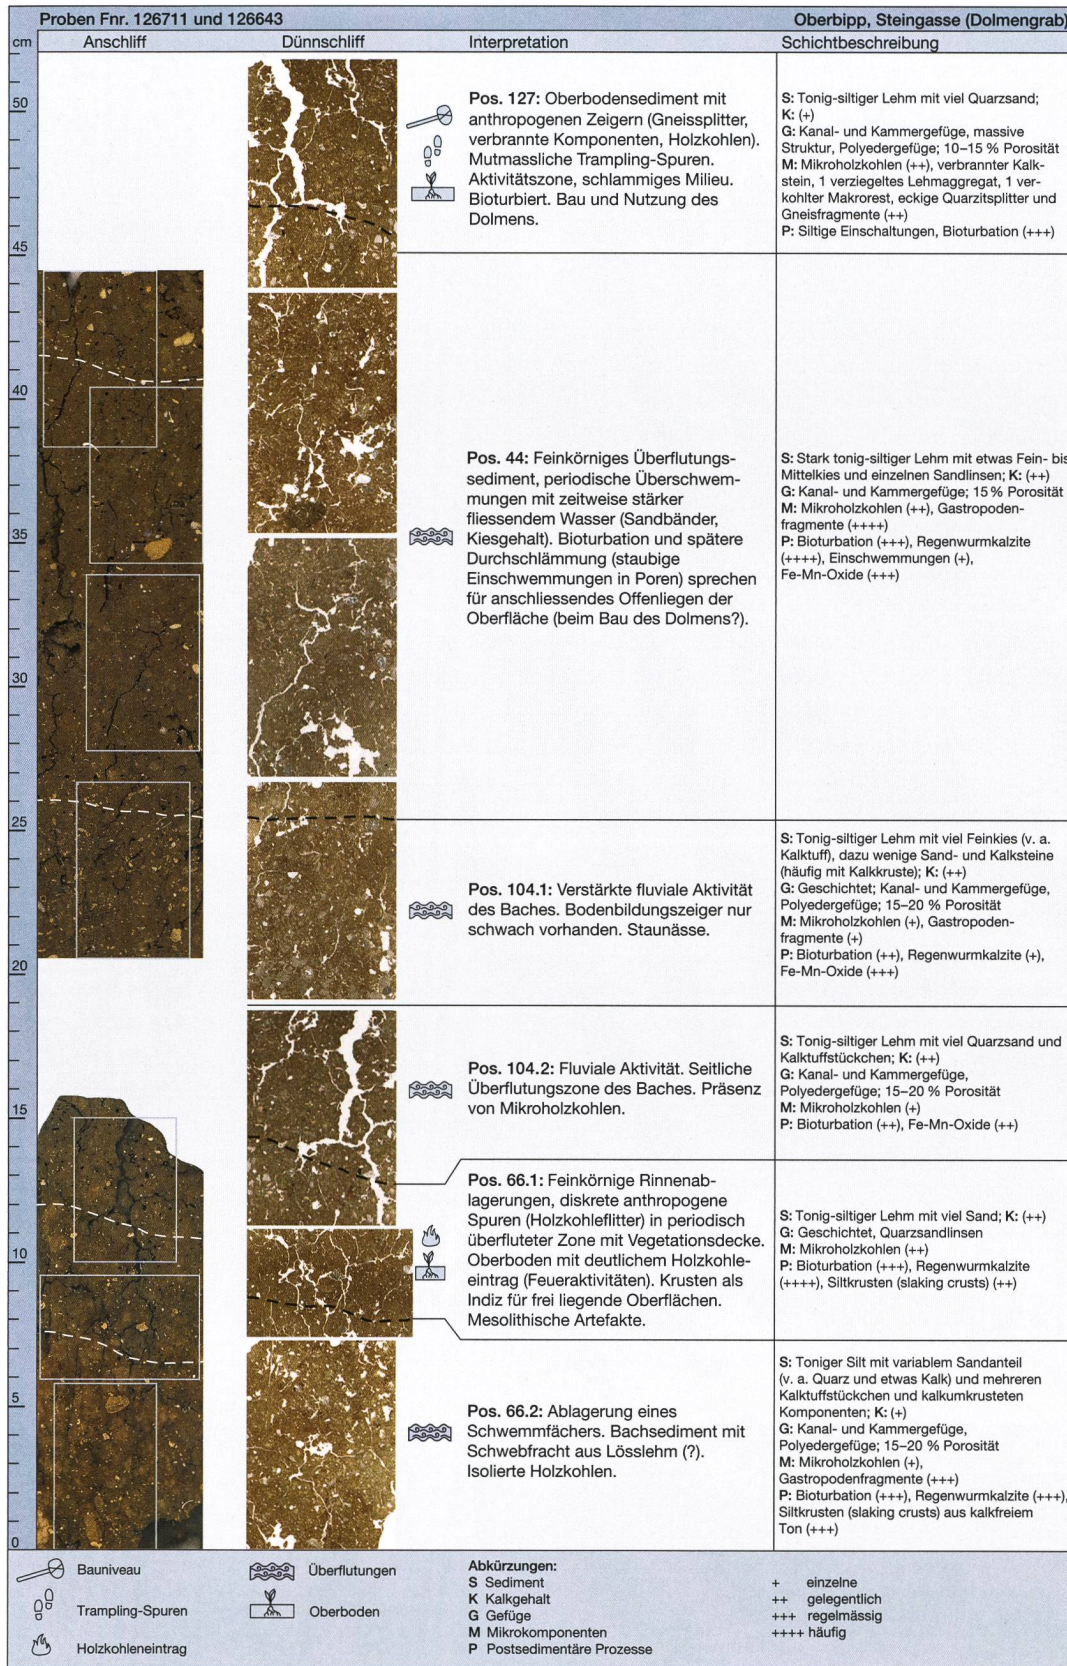 Proben Fnr. 126711 und 126643
Oberbipp, Steingasse (Dolmengrab)
cm
Anschliff
Dünnschliff
Interpretation
Schichtbeschreibung
50
45
40
35
30
25
20
15
10
5
0
Pos. 127: Oberbodensediment mit
anthropogenen Zeigern (Gneissplitter,
verbrannte Komponenten, Holzkohlen).
Mutmassliche Trampling-Spuren.
Aktivitätszone, schlammiges Milieu.
Bioturbiert. Bau und Nutzung des
Dolmens.
S: Tonig-siltiger Lehm mit viel Quarzsand;
K: (+)
G: Kanal- und Kammergefüge, massive
Struktur, Polyedergefüge; 10–15 % Porosität
M: Mikroholzkohlen (++), verbrannter Kalk-
stein, 1 verziegeltes Lehmaggregat, 1 ver-
kohlter Makrorest, eckige Quarzitsplitter und
Gneisfragmente (++)
P: Siltige Einschaltungen, Bioturbation (+++)
Pos. 44: Feinkörniges Überflutungs-
sediment, periodische Überschwem-
mungen mit zeitweise stärker
fliessendem Wasser (Sandbänder,
Kiesgehalt). Bioturbation und spätere
Durchschlämmung (staubige
Einschwemmungen in Poren) sprechen
für anschliessendes Offenliegen der
Oberfläche (beim Bau des Dolmens?).
S: Stark tonig-siltiger Lehm mit etwas Fein- bis
Mittelkies und einzelnen Sandlinsen; K: (++)
G: Kanal- und Kammergefüge; 15 % Porosität
M: Mikroholzkohlen (++), Gastropoden-
fragmente (++++)
P: Bioturbation (+++), Regenwurmkalzite
(++++), Einschwemmungen (+),
Fe-Mn-Oxide (+++)
Pos. 104.1: Verstärkte fluviale Aktivität
des Baches. Bodenbildungszeiger nur
schwach vorhanden. Staunässe.
S: Tonig-siltiger Lehm mit viel Feinkies (v. a.
Kalktuff), dazu wenige Sand- und Kalksteine
(häufig mit Kalkkruste); K: (++)
G: Geschichtet; Kanal- und Kammergefüge,
Polyedergefüge; 15–20 % Porosität
M: Mikroholzkohlen (+), Gastropoden-
fragmente (+)
P: Bioturbation (++), Regenwurmkalzite (+),
Fe-Mn-Oxide (+++)
Pos. 104.2: Fluviale Aktivität. Seitliche
Überflutungszone des Baches. Präsenz
von Mikroholzkohlen.
S: Tonig-siltiger Lehm mit viel Quarzsand und
Kalktuffstückchen; K: (++)
G: Kanal- und Kammergefüge,
Polyedergefüge; 15–20 % Porosität
M: Mikroholzkohlen (+)
P: Bioturbation (++), Fe-Mn-Oxide (++)
Pos. 66.1: Feinkörnige Rinnenab-
lagerungen, diskrete anthropogene
Spuren (Holzkohleflitter) in periodisch
überfluteter Zone mit Vegetationsdecke.
Oberboden mit deutlichem Holzkohle-
eintrag (Feueraktivitäten). Krusten als
Indiz für frei liegende Oberflächen.
Mesolithische Artefakte.
S: Tonig-siltiger Lehm mit viel Sand; K: (++)
G: Geschichtet, Quarzsandlinsen
M: Mikroholzkohlen (++)
P: Bioturbation (+++), Regenwurmkalzite
(++++), Siltkrusten (slaking crusts) (++)
Pos. 66.2: Ablagerung eines
Schwemmfächers. Bachsediment mit
Schwebfracht aus Lösslehm (?).
Isolierte Holzkohlen.
S: Toniger Silt mit variablem Sandanteil
(v. a. Quarz und etwas Kalk) und mehreren
Kalktuffstückchen und kalkumkrusteten
Komponenten; K: (+)
G: Kanal- und Kammergefüge,
Polyedergefüge; 15–20 % Porosität
M: Mikroholzkohlen (+),
Gastropodenfragmente (+++)
P: Bioturbation (+++), Regenwurmkalzite (+++),
Siltkrusten (slaking crusts) aus kalkfreiem
Ton (+++)
Bauniveau
Trampling-Spuren
Holzkohleneintrag
Überflutungen
Oberboden
Abkürzungen:
S Sediment
K Kalkgehalt
G Gefüge
M Mikrokomponenten
P Postsedimentäre Prozesse
+ einzelne
++ gelegentlich
+++ regelmässig
++++ häufig